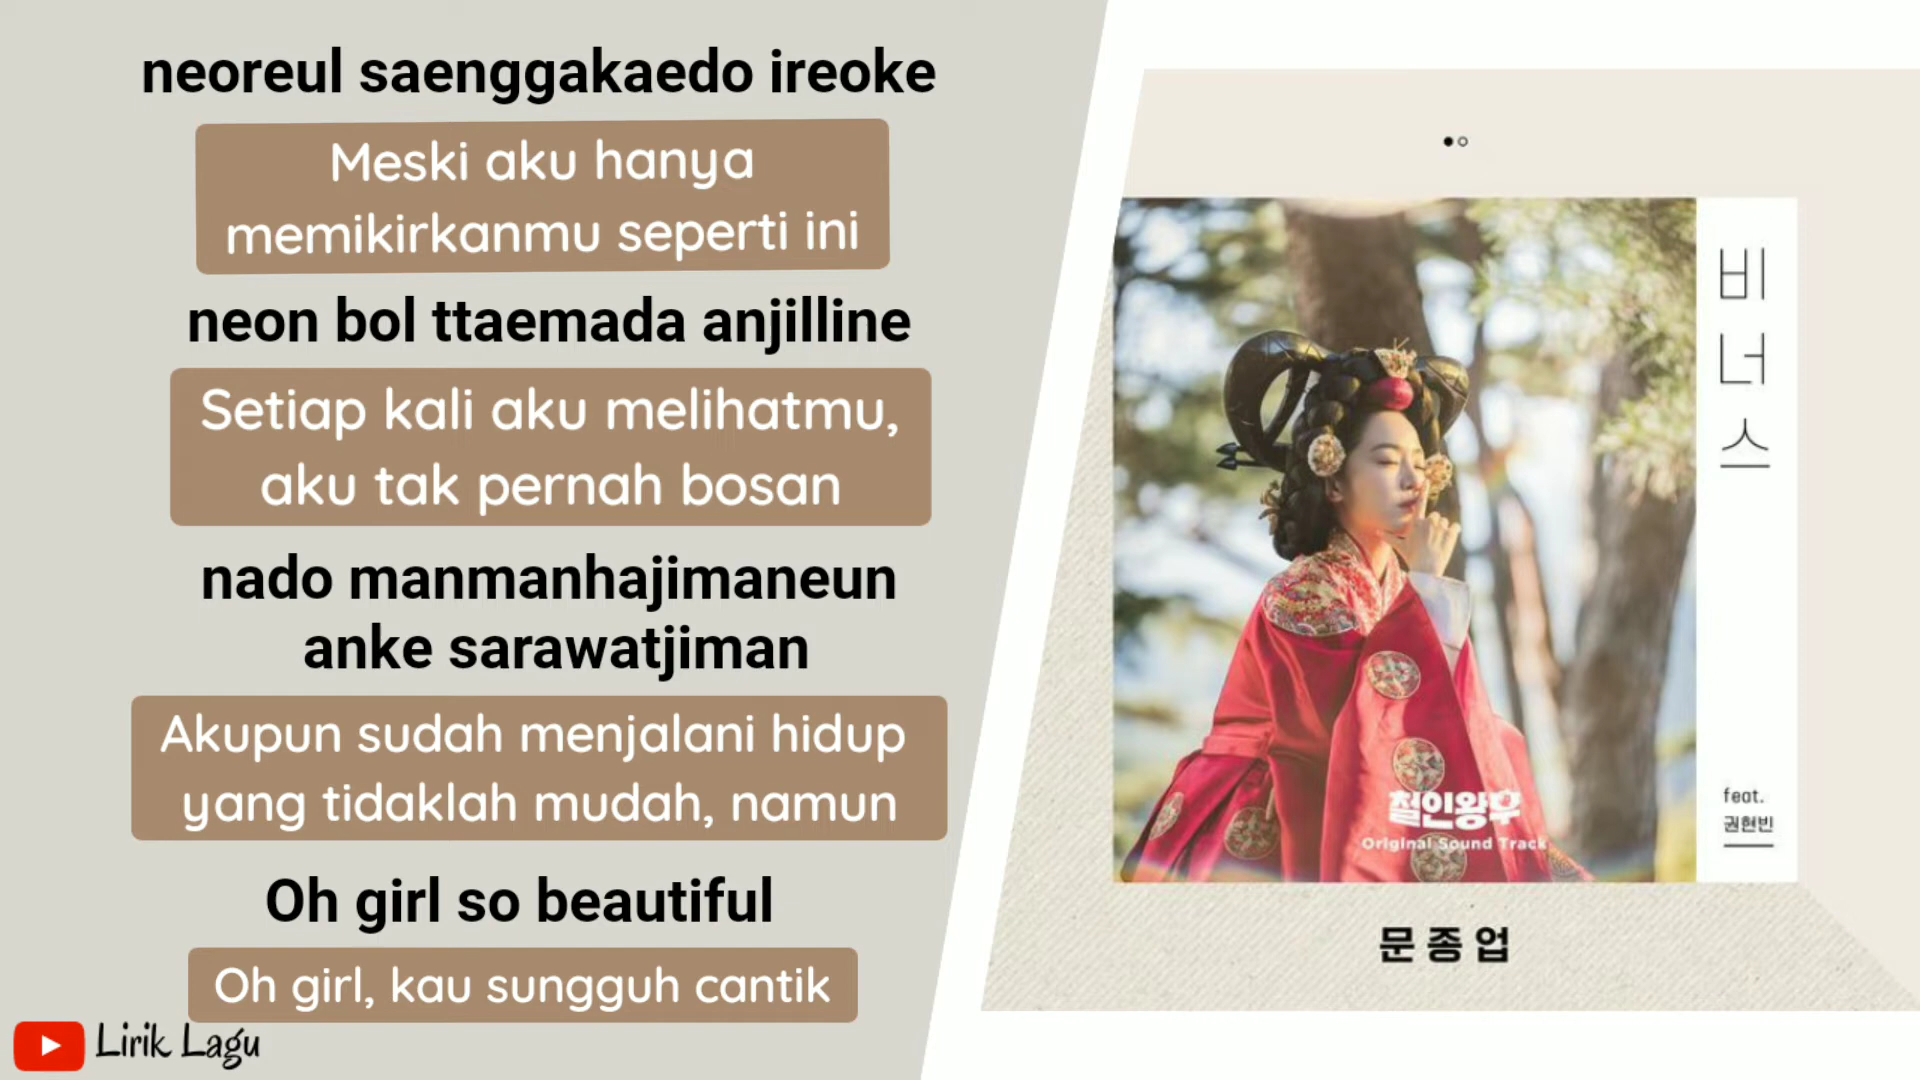 neoreul saenggakaedo ireoke
Meski aku hanya
memikirkanmu seperti ini
neon bol ttaemada anjilline
Setiap kali aku melihatmu,
aku tak pernah bosan
nado manmanhajimaneun
anke sarawatjiman
Akupun sudah menjalani hidup
yang tidaklah mudah, namun
Oh girl so beautiful
Oh girl, kau sungguh cantik
Lirik Lagu
비너스
feat.
권현빈
철인왕후
Original Sound Track
문종업